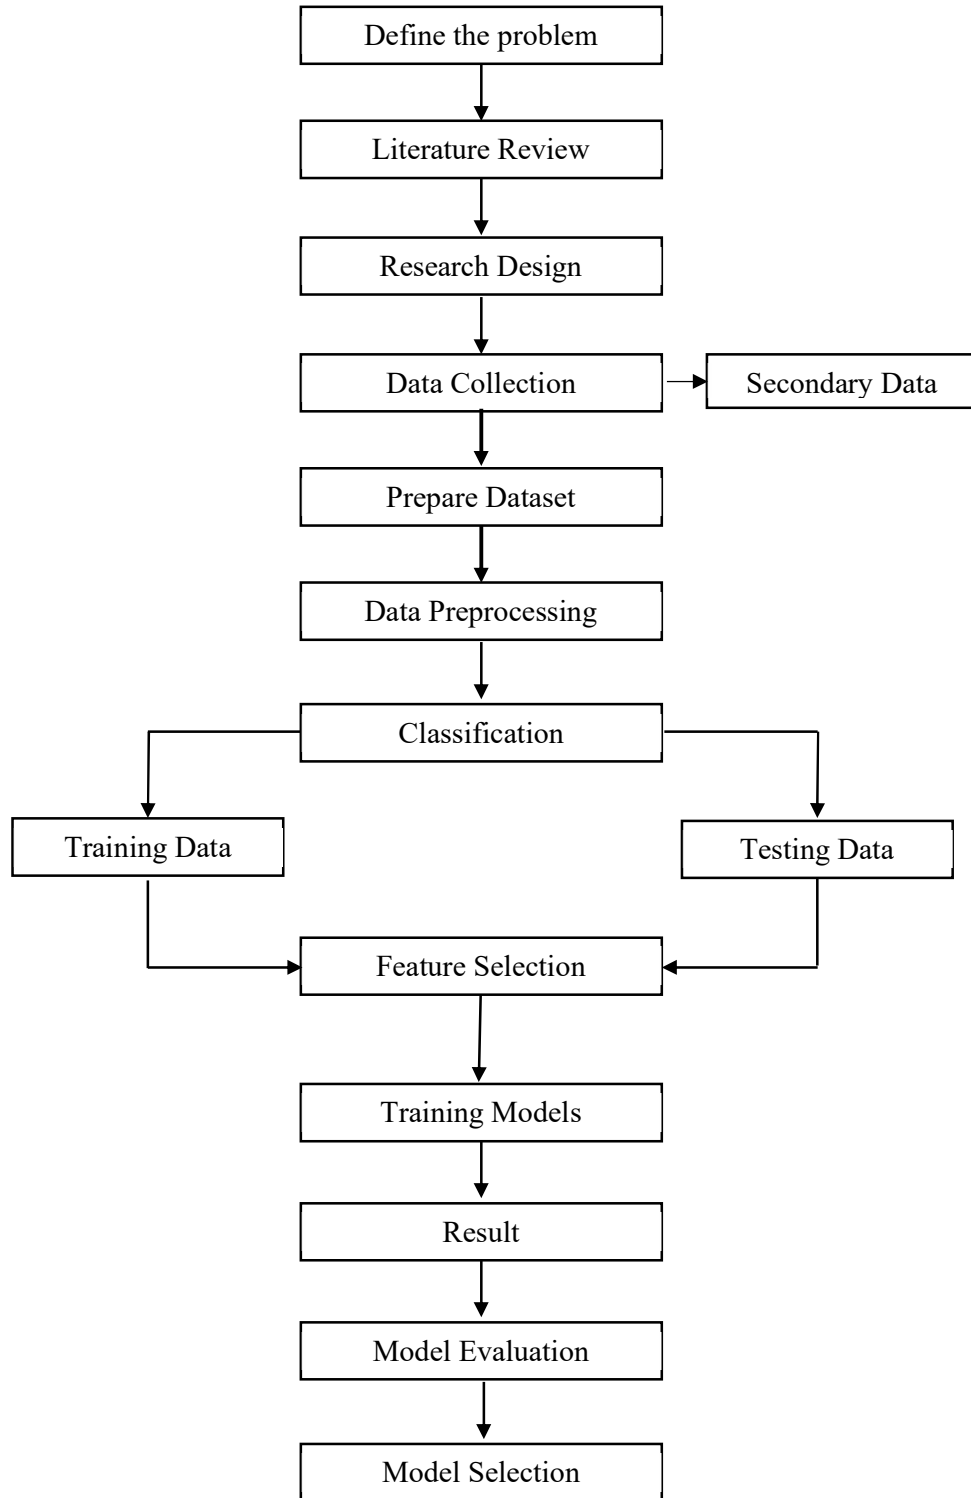 Define the problem
Literature Review
Research Design
Data Collection
Secondary Data
Prepare Dataset
Data Preprocessing
Classification
Training Data
Testing Data
Feature Selection
Training Models
Result
Model Evaluation
Model Selection